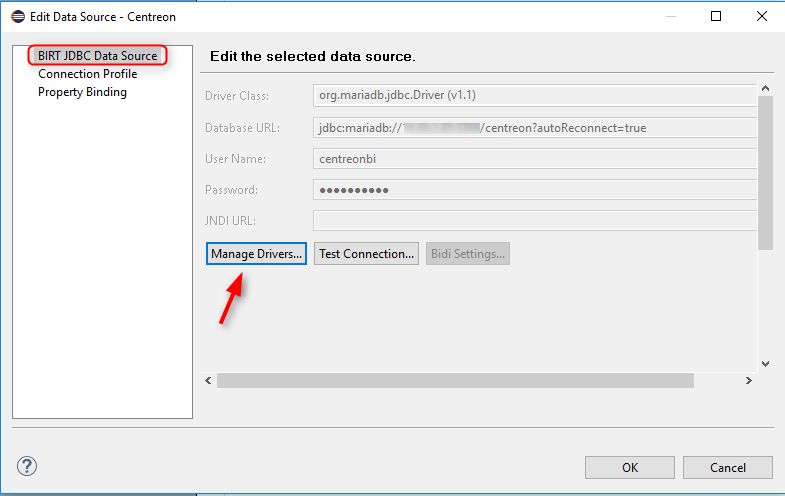 Edit Data Source - Centreon
BIRT JDBC Data Source
Connection Profile
Property Binding
Edit the selected data source.
Driver Class: org.mariadb.jdbc.Driver (v1.1)
Database URL: jdbc:mariadb:// /centreon?autoReconnect=true
User Name: centreonbi
Password: ●●●●●●●●●●
JNDI URL:
Manage Drivers... Test Connection... Bidi Settings...
? OK Cancel